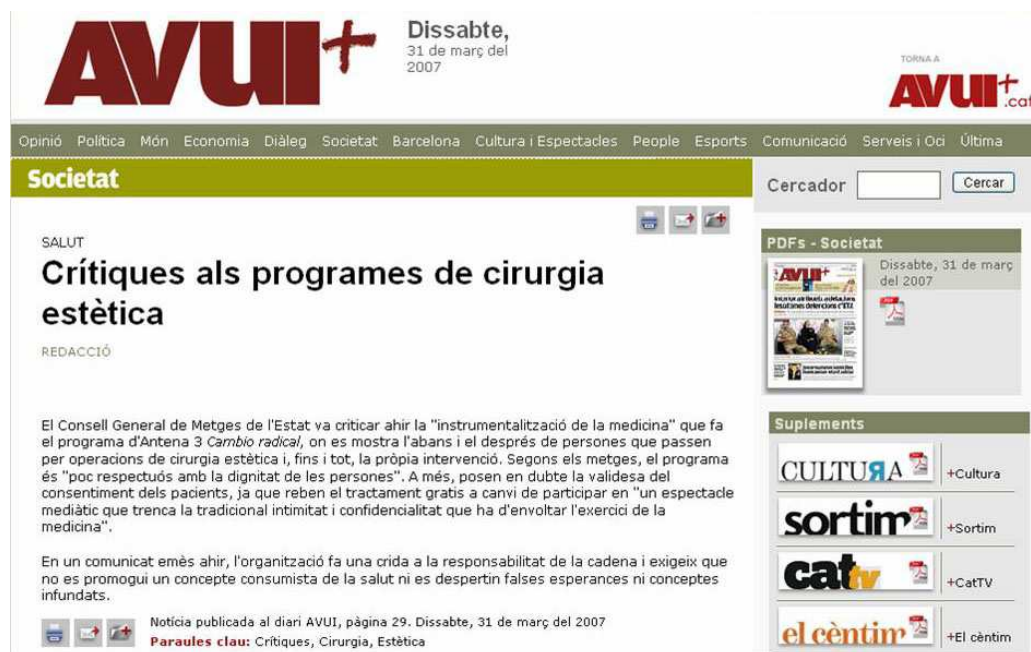 AVUI+
Dissabte,
31 de març del
2007
TORNA A
AVUI+.cat
Opinió Política Món Economia Diàleg Societat Barcelona Cultura i Espectacles People Esports Comunicació Serveis i Oci Última
Societat
Cercador
Cercar
SALUT
Crítiques als programes de cirurgia
estètica
REDACCIÓ
El Consell General de Metges de l'Estat va criticar ahir la "instrumentalització de la medicina" que fa
el programa d'Antena 3 Cambio radical, on es mostra l'abans i el després de persones que passen
per operacions de cirurgia estètica i, fins i tot, la pròpia intervenció. Segons els metges, el programa
és "poc respectuós amb la dignitat de les persones". A més, posen en dubte la validesa del
consentiment dels pacients, ja que reben el tractament gratis a canvi de participar en "un espectacle
mediàtic que trenca la tradicional intimitat i confidencialitat que ha d'envoltar l'exercici de la
medicina".
En un comunicat emès ahir, l'organització fa una crida a la responsabilitat de la cadena i exigeix que
no es promogui un concepte consumista de la salut ni es despertin falses esperances ni conceptes
infundats.
Notícia publicada al diari AVUI, pàgina 29. Dissabte, 31 de març del 2007
Paraules clau: Crítiques, Cirurgia, Estètica
PDFs - Societat
AVUI+
Dissabte, 31 de març
del 2007
Suplements
CULTURA
+Cultura
sortim
+Sortim
cat tv
+CatTV
el cèntim
+El cèntim